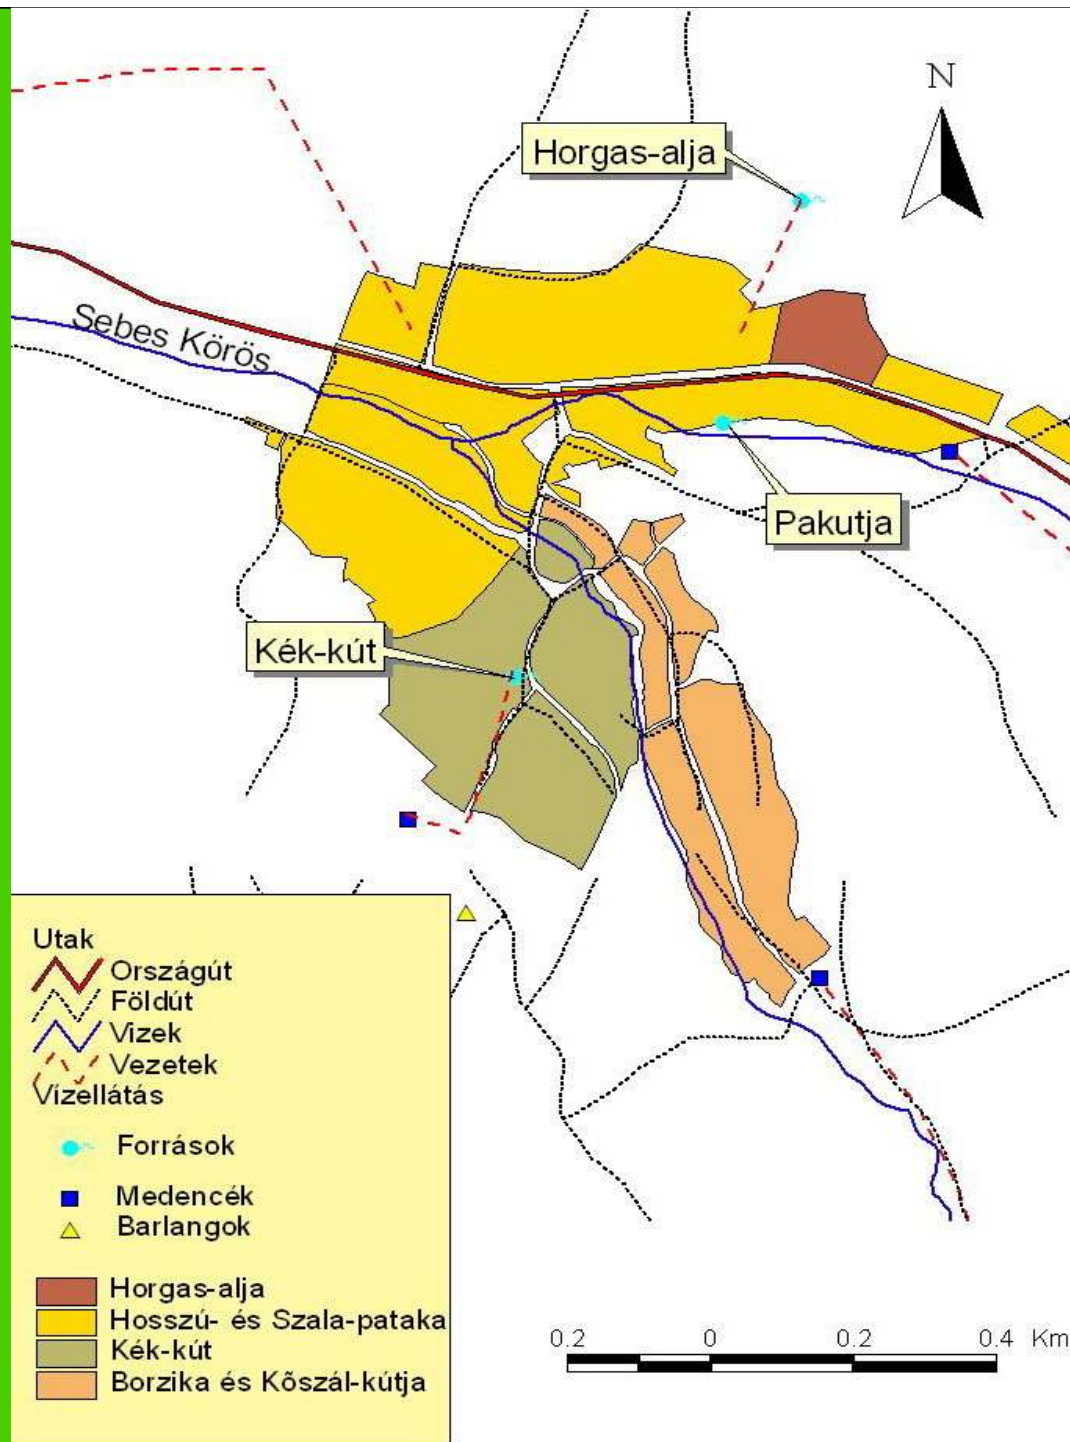 N
Horgas-alja
Sebes Körös
Pakutja
Kék-kút
Utak
Országút
Földút
Vizek
Vezetek
Vízellátás
Források
Medencék
Barlangok
Horgas-alja
Hosszú- és Szala-pataka
Kék-kút
Borzika és Kõszál-kútja
0.2 0 0.2 0.4 Km